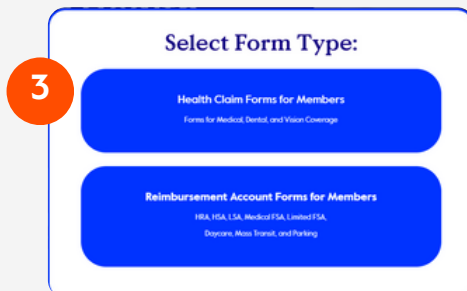 Select Form Type:
3
Health Claim Forms for Members
Forms for Medical, Dental, and Vision Coverage
Reimbursement Account Forms for Members
HRA, HSA, LSA, Medical FSA, Limited FSA,
Daycare, Mass Transit, and Parking